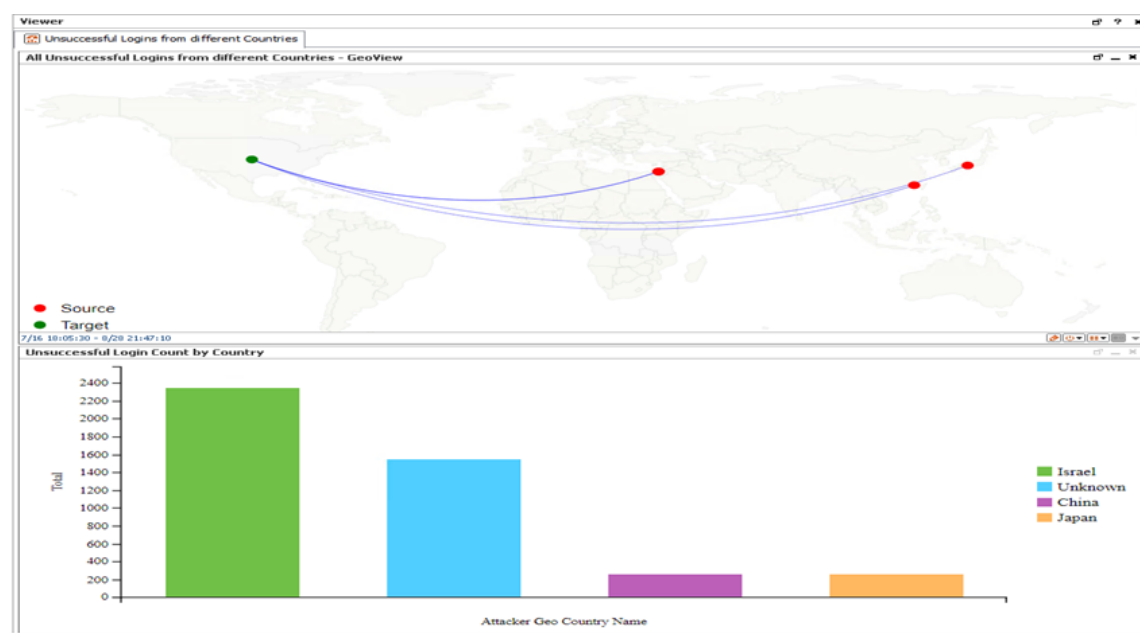 Viewer
Unsuccessful Logins from different Countries
All Unsuccessful Logins from different Countries - GeoView
Source
Target
7/16 18:05:30 - 8/28 21:47:10
Unsuccessful Login Count by Country
2400
2200
2000
1800
1600
1400
1200
1000
800
600
400
200
0
Total
Israel
Unknown
China
Japan
Attacker Geo Country Name